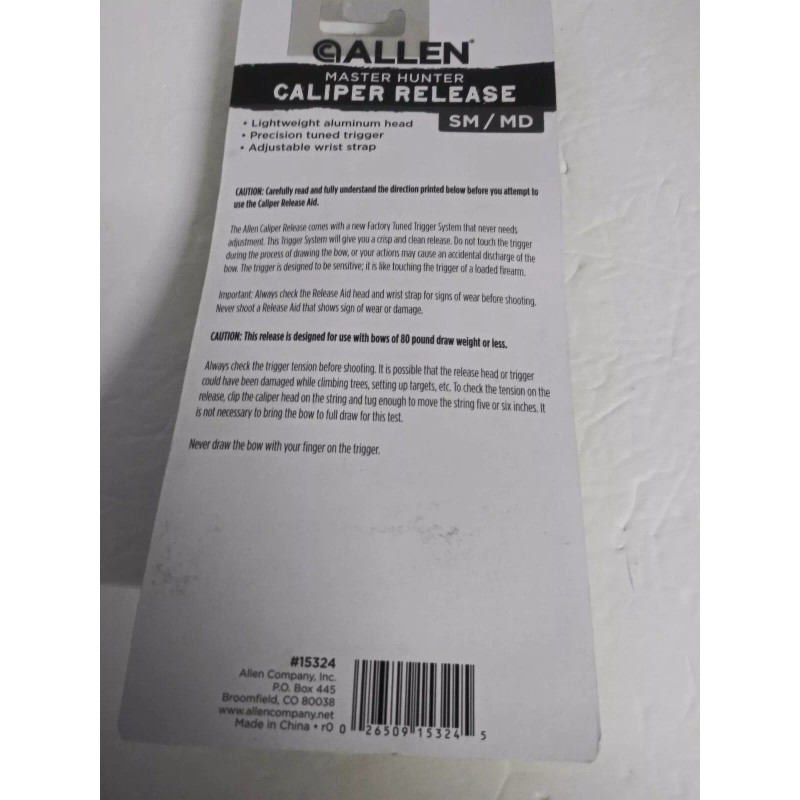 ALLEN®
MASTER HUNTER
CALIPER RELEASE
SM / MD
• Lightweight aluminum head
• Precision tuned trigger
• Adjustable wrist strap
CAUTION: Carefully read and fully understand the direction printed below before you attempt to
use the Caliper Release Aid.
The Allen Caliper Release comes with a new Factory Tuned Trigger System that never needs
adjustment. This Trigger System will give you a crisp and clean release. Do not touch the trigger
during the process of drawing the bow, or your actions may cause an accidental discharge of the
bow. The trigger is designed to be sensitive; it is like touching the trigger of a loaded firearm.
Important: Always check the Release Aid head and wrist strap for signs of wear before shooting.
Never shoot a Release Aid that shows sign of wear or damage.
CAUTION: This release is designed for use with bows of 80 pound draw weight or less.
Always check the trigger tension before shooting. It is possible that the release head or trigger
could have been damaged while climbing trees, setting up targets, etc. To check the tension on the
release, clip the caliper head on the string and tug enough to move the string five or six inches. It
is not necessary to bring the bow to full draw for this test.
Never draw the bow with your finger on the trigger.
#15324
Allen Company, Inc.
P.O. Box 445
Broomfield, CO 80038
www.allencompany.net
Made in China • r0
0 26509 15324 5